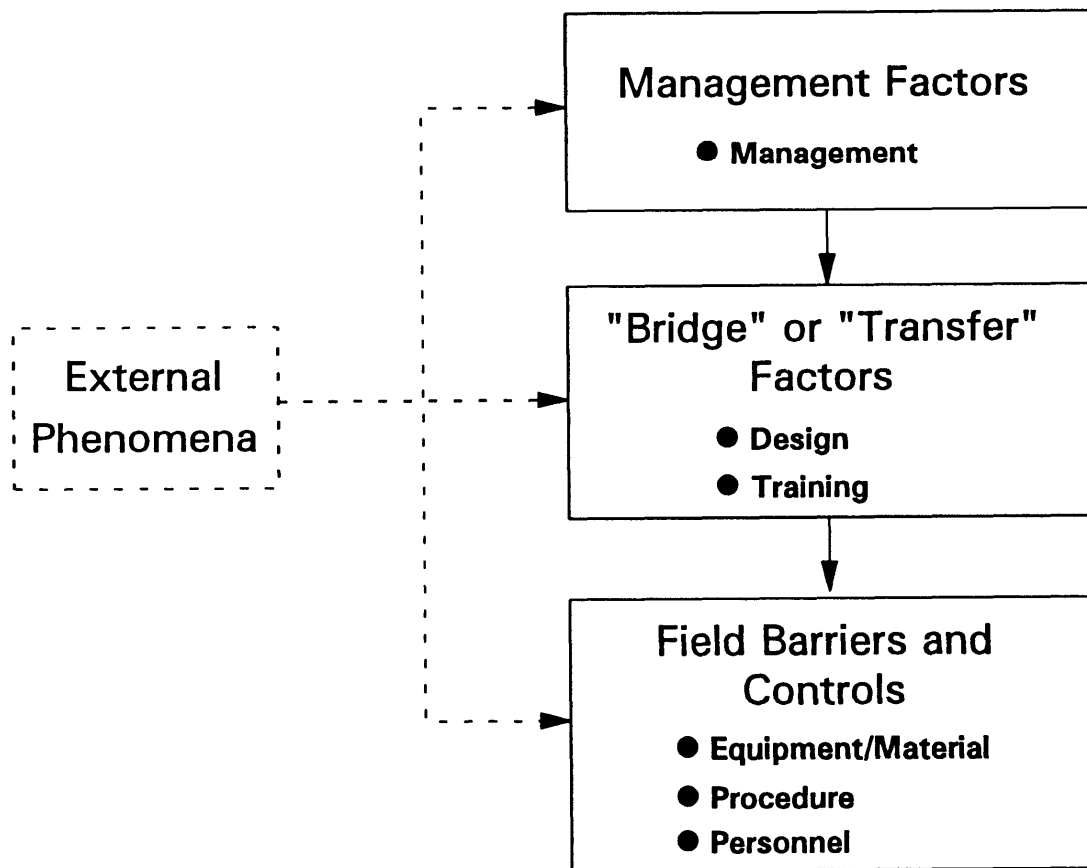 Management Factors
● Management
External
Phenomena
"Bridge" or "Transfer"
Factors
● Design
● Training
Field Barriers and
Controls
● Equipment/Material
● Procedure
● Personnel